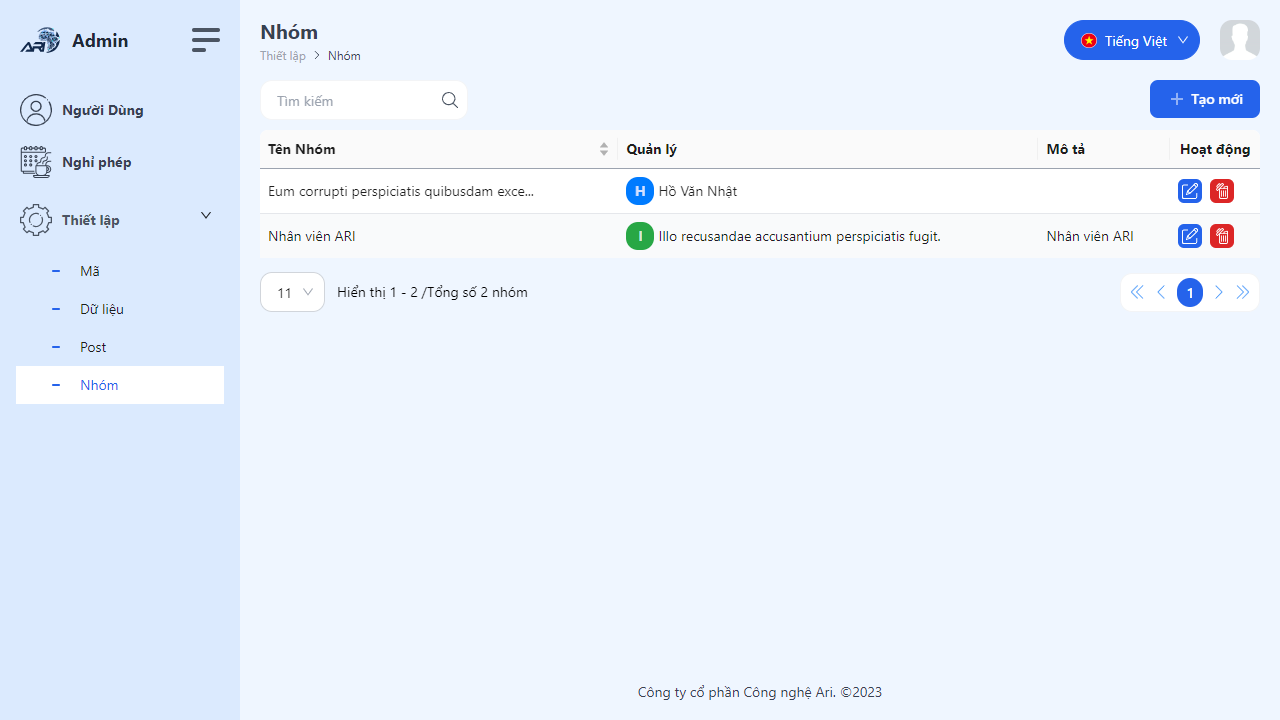 ARI Admin
Người Dùng
Nghỉ phép
Thiết lập
Mã
Dữ liệu
Post
Nhóm
Nhóm
Thiết lập > Nhóm
Tiếng Việt
Tìm kiếm
Tạo mới
Tên Nhóm Quản lý Mô tả Hoạt động
Eum corrupti perspiciatis quibusdam exce... H Hồ Văn Nhật
Nhân viên ARI I Illo recusandae accusantium perspiciatis fugit. Nhân viên ARI
11 Hiển thị 1 - 2 /Tổng số 2 nhóm 1
Công ty cổ phần Công nghệ Ari. ©2023